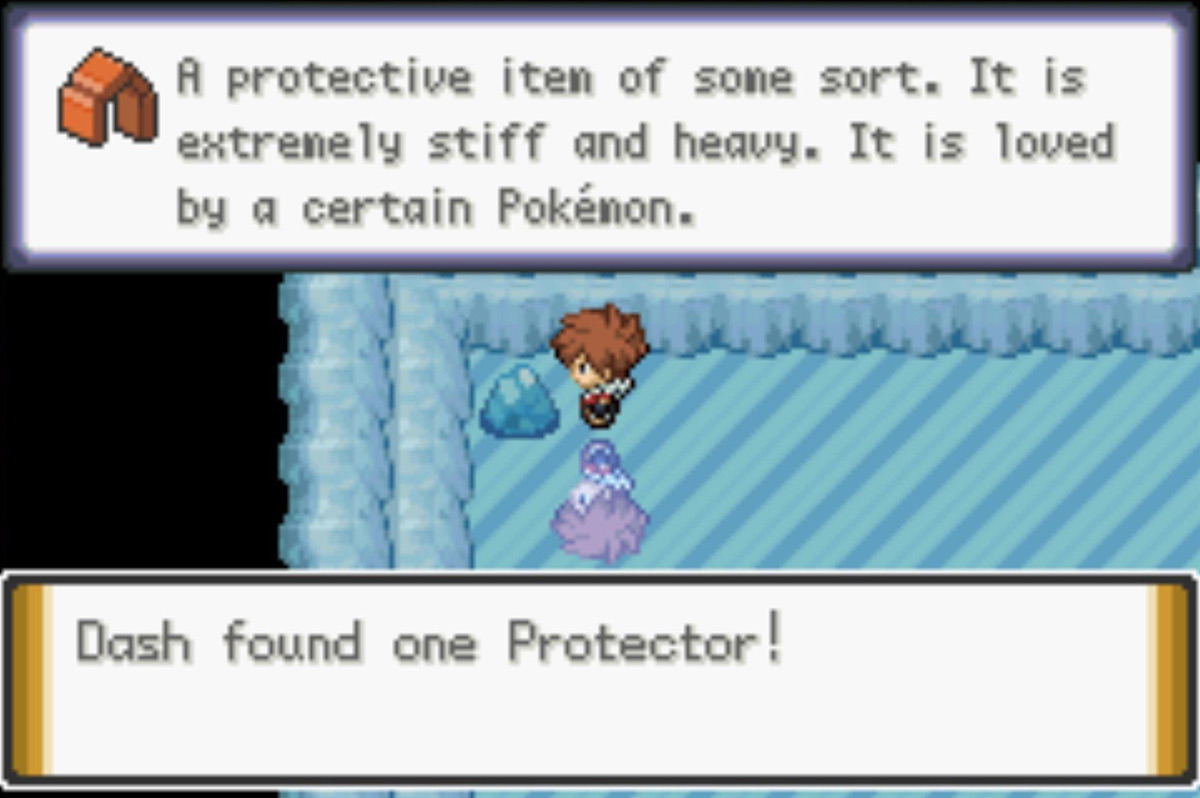 A protective item of some sort. It is
extremely stiff and heavy. It is loved
by a certain Pokémon.
Dash found one Protector!